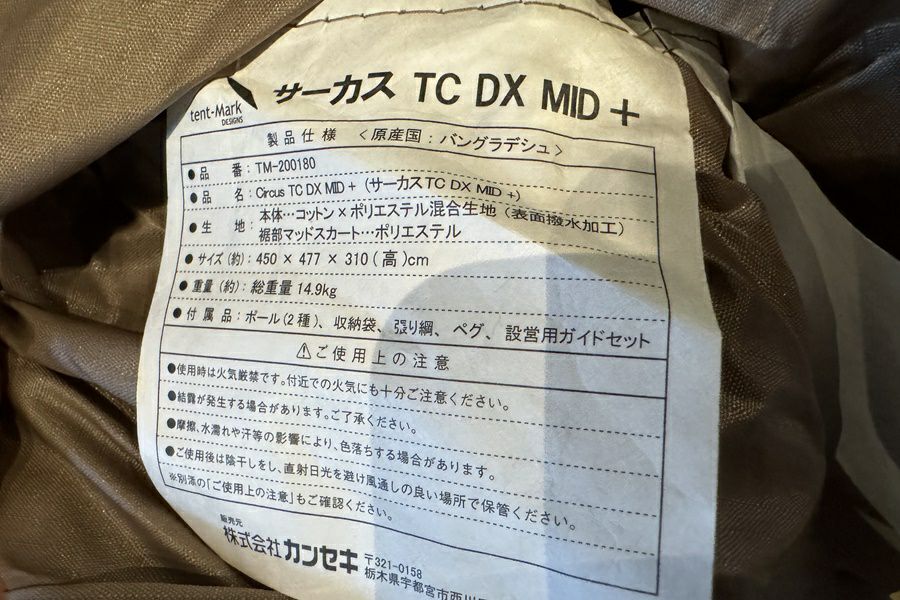 tent-Mark
DESIGNS
サーカス TC DX MID +
製品仕様 <原産国：バングラデシュ>
●品番：TM-200180
●品名：Circus TC DX MID + (サーカスTC DX MID +)
●生地：本体…コットン×ポリエステル混合生地（表面撥水加工）
裾部マッドスカート…ポリエステル
●サイズ(約)：450 × 477 × 310 (高)cm
●重量(約)：総重量 14.9kg
●付属品：ポール(2種)、収納袋、張り綱、ペグ、設営用ガイドセット
⚠ご使用上の注意
●使用時は火気厳禁です。付近での火気にも十分ご注意ください。
●結露が発生する場合があります。ご了承ください。
●摩擦、水濡れや汗等の影響により、色落ちする場合があります。
●ご使用後は陰干しをし、直射日光を避け風通しの良い場所で保管ください。
※別添の「ご使用上の注意」もご確認ください。
販売元
株式会社カンセキ
〒321-0158
栃木県宇都宮市西川